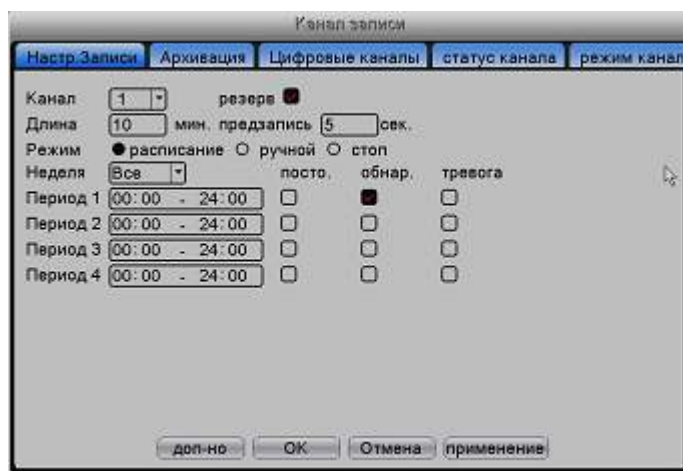 Канал записи
Настр.Записи Архивация Цифровые каналы статус канала режим канал
Канал 1 резерв
Длина 10 мин. предзапись 5 сек.
Режим расписание ручной стоп
Неделя Все посто. обнар. тревога
Период 1 00:00 - 24:00
Период 2 00:00 - 24:00
Период 3 00:00 - 24:00
Период 4 00:00 - 24:00
доп-но OK Отмена применение